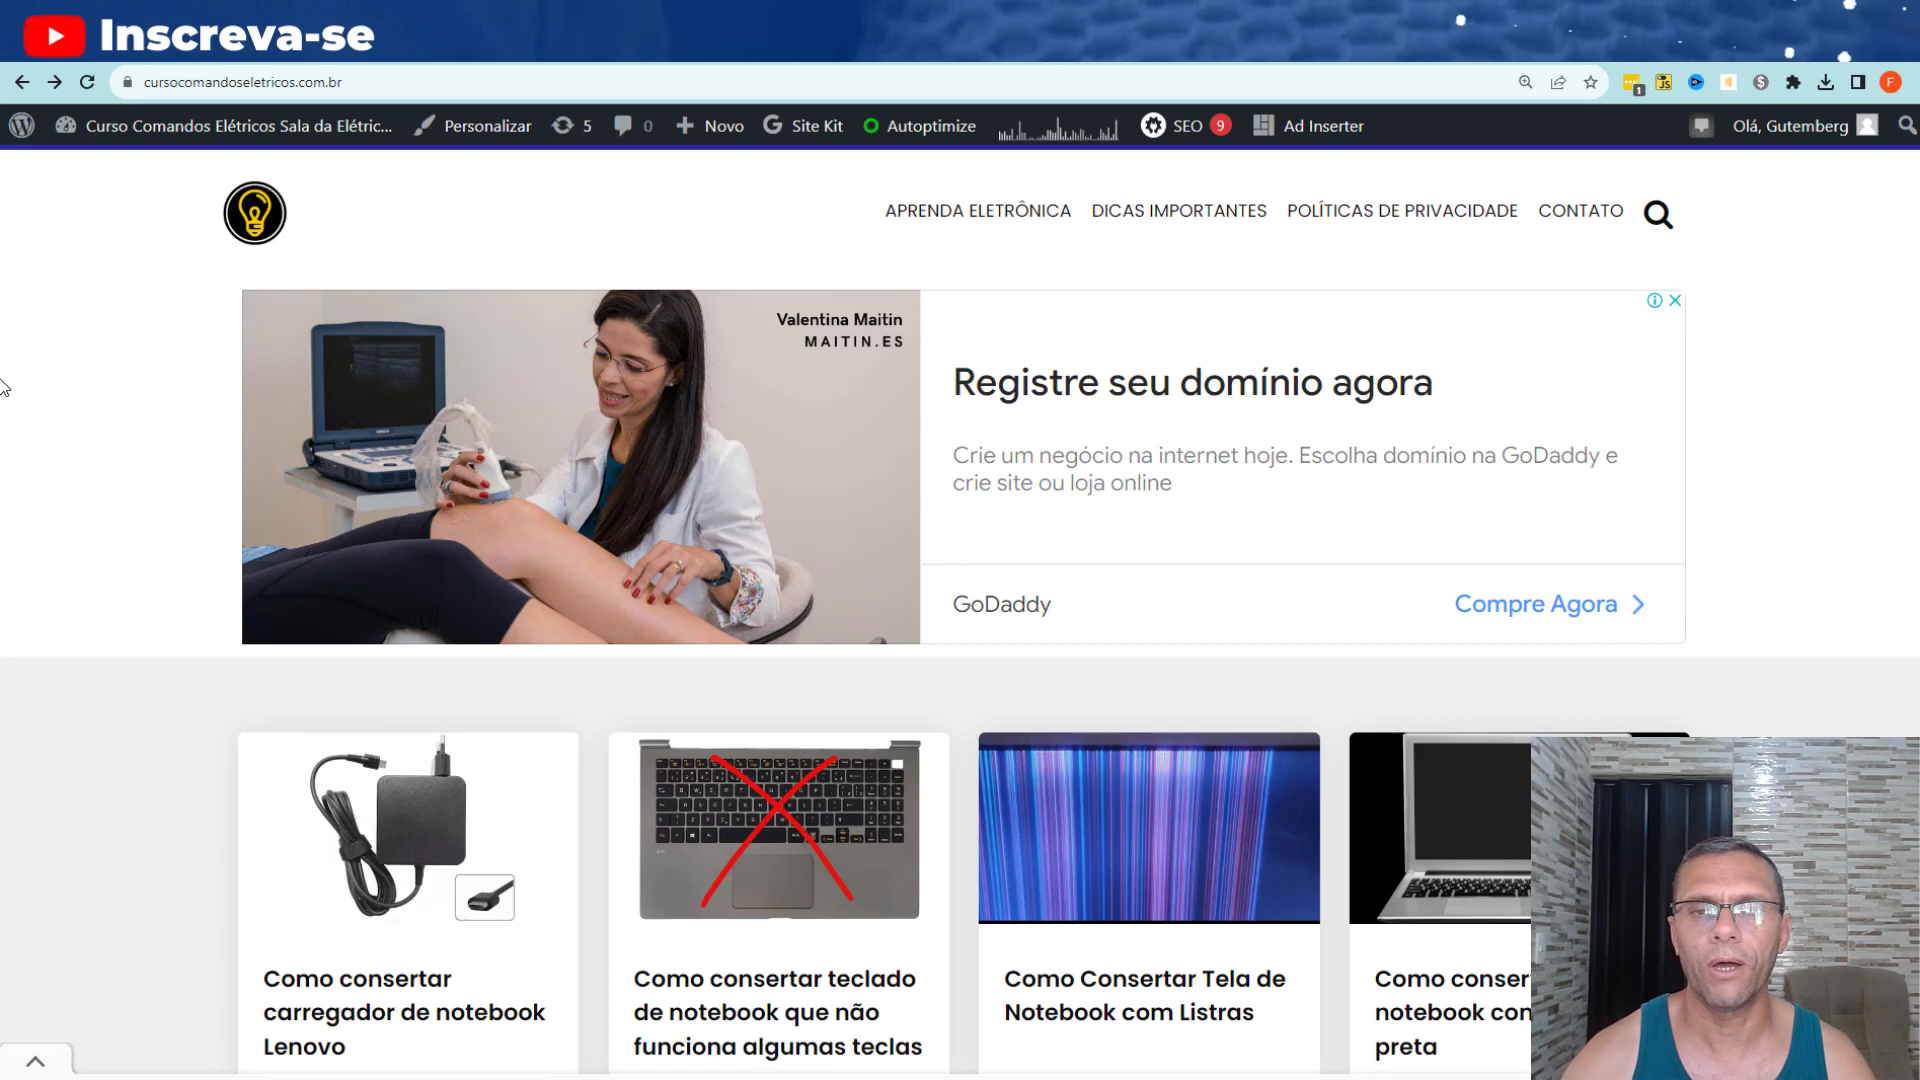 Inscreva-se
cursocomandoseletricos.com.br
1
JS
F
Curso Comandos Elétricos Sala da Elétric...
Personalizar
5
0
Novo
Site Kit
Autoptimize
SEO
9
Ad Inserter
Olá, Gutemberg
APRENDA ELETRÔNICA
DICAS IMPORTANTES
POLÍTICAS DE PRIVACIDADE
CONTATO
Valentina Maitin
MAITIN.ES
Registre seu domínio agora
Crie um negócio na internet hoje. Escolha domínio na GoDaddy e
crie site ou loja online
GoDaddy
Compre Agora
Como consertar
carregador de notebook
Lenovo
Como consertar teclado
de notebook que não
funciona algumas teclas
Como Consertar Tela de
Notebook com Listras
Como conser
notebook con
preta